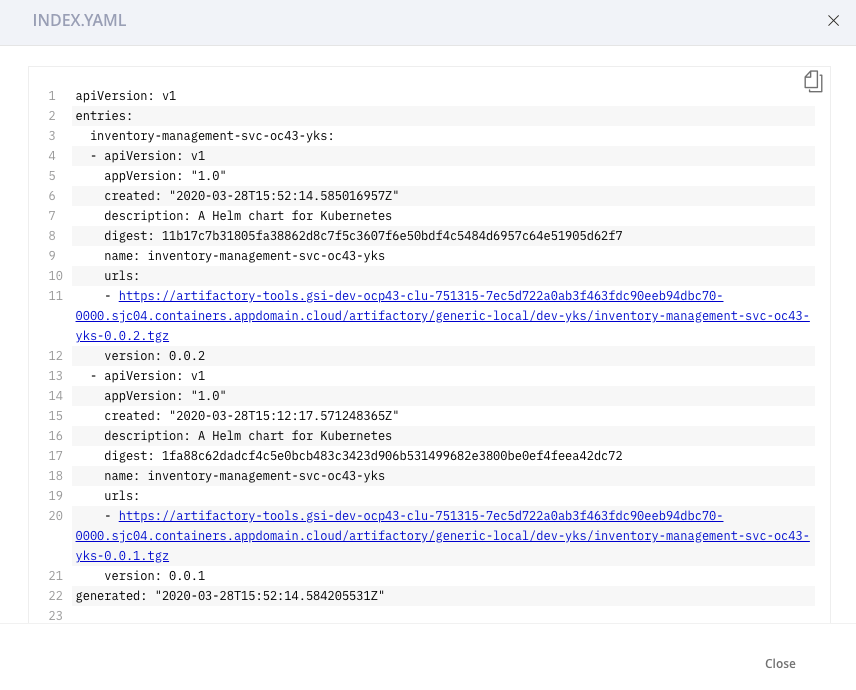 INDEX.YAML
1 apiVersion: v1
2 entries:
3   inventory-management-svc-oc43-yks:
4   - apiVersion: v1
5     appVersion: "1.0"
6     created: "2020-03-28T15:52:14.585016957Z"
7     description: A Helm chart for Kubernetes
8     digest: 11b17c7b31805fa38862d8c7f5c3607f6e50bdf4c5484d6957c64e51905d62f7
9     name: inventory-management-svc-oc43-yks
10     urls:
11     - https://artifactory-tools.gsi-dev-ocp43-clu-751315-7ec5d722a0ab3f463fdc90eeb94dbc70-
0000.sjc04.containers.appdomain.cloud/artifactory/generic-local/dev-yks/inventory-management-svc-oc43-
yks-0.0.2.tgz
12     version: 0.0.2
13   - apiVersion: v1
14     appVersion: "1.0"
15     created: "2020-03-28T15:12:17.571248365Z"
16     description: A Helm chart for Kubernetes
17     digest: 1fa88c62dadcf4c5e0bcb483c3423d906b531499682e3800be0ef4feea42dc72
18     name: inventory-management-svc-oc43-yks
19     urls:
20     - https://artifactory-tools.gsi-dev-ocp43-clu-751315-7ec5d722a0ab3f463fdc90eeb94dbc70-
0000.sjc04.containers.appdomain.cloud/artifactory/generic-local/dev-yks/inventory-management-svc-oc43-
yks-0.0.1.tgz
21     version: 0.0.1
22 generated: "2020-03-28T15:52:14.584205531Z"
23
Close